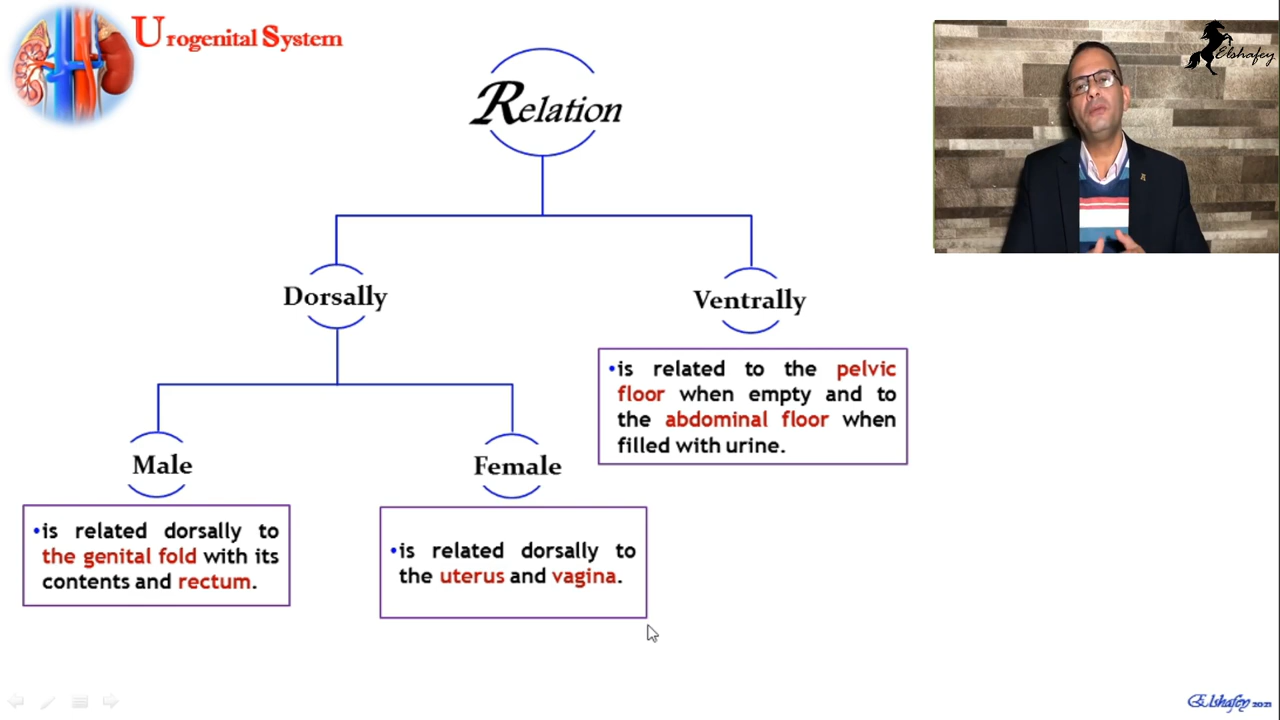 Urogenital System
Elshafey
Relation
Dorsally
Ventrally
•is related to the pelvic
floor when empty and to
the abdominal floor when
filled with urine.
Male
Female
•is related dorsally to
the genital fold with its
contents and rectum.
•is related dorsally to
the uterus and vagina.
Elshafey 2021